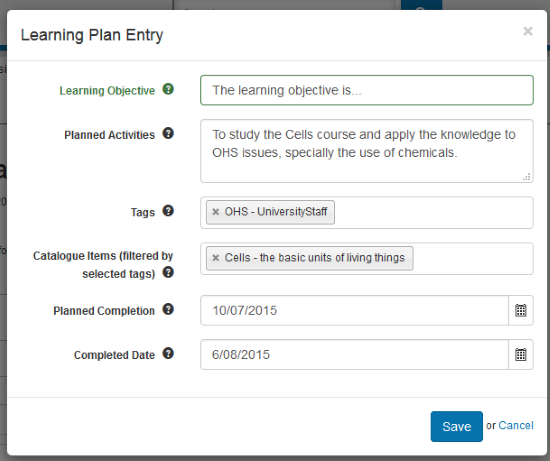 Learning Plan Entry ×
Learning Objective ? The learning objective is...
Planned Activities ? To study the Cells course and apply the knowledge to
OHS issues, specially the use of chemicals.
Tags ? × OHS - UniversityStaff
Catalogue Items (filtered by
selected tags) ? × Cells - the basic units of living things
Planned Completion ? 10/07/2015
Completed Date ? 6/08/2015
Save or Cancel